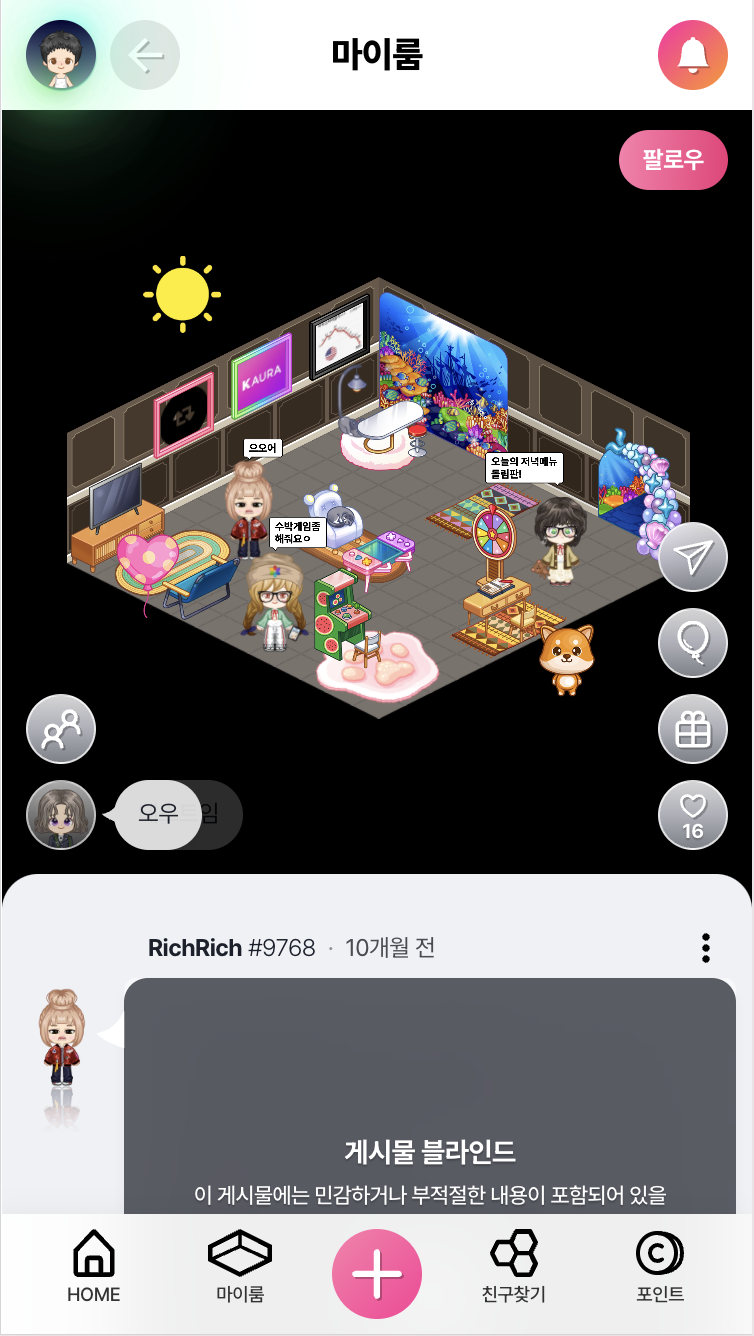 마이룸
팔로우
KAURA
으오어
오늘의 저녁메뉴
돌림판!
수박게임좀
해줘요ㅇ
오우
16
RichRich #9768 · 10개월 전
게시물 블라인드
이 게시물에는 민감하거나 부적절한 내용이 포함되어 있을
HOME
마이룸
친구찾기
포인트